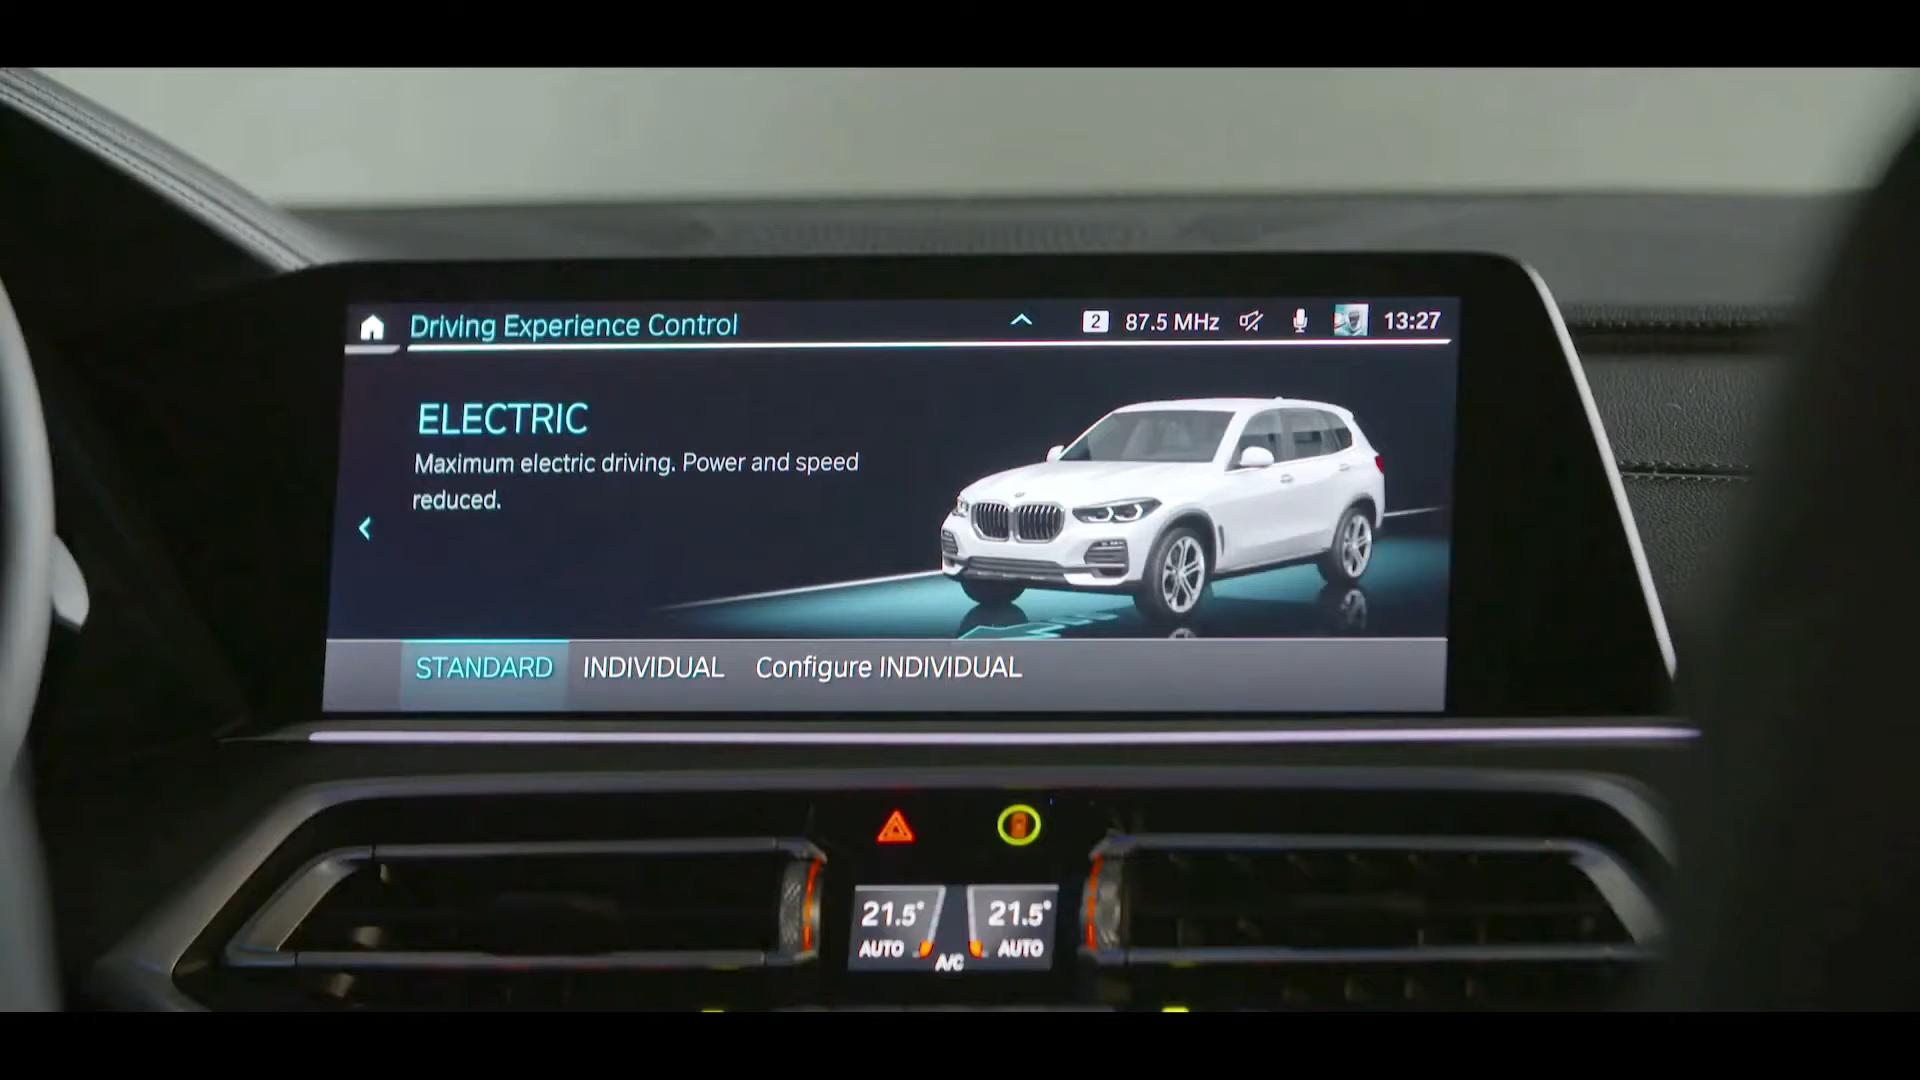 Driving Experience Control
2 87.5 MHz 13:27
ELECTRIC
Maximum electric driving. Power and speed
reduced.
STANDARD INDIVIDUAL Configure INDIVIDUAL
21.5° 21.5°
AUTO A/C AUTO